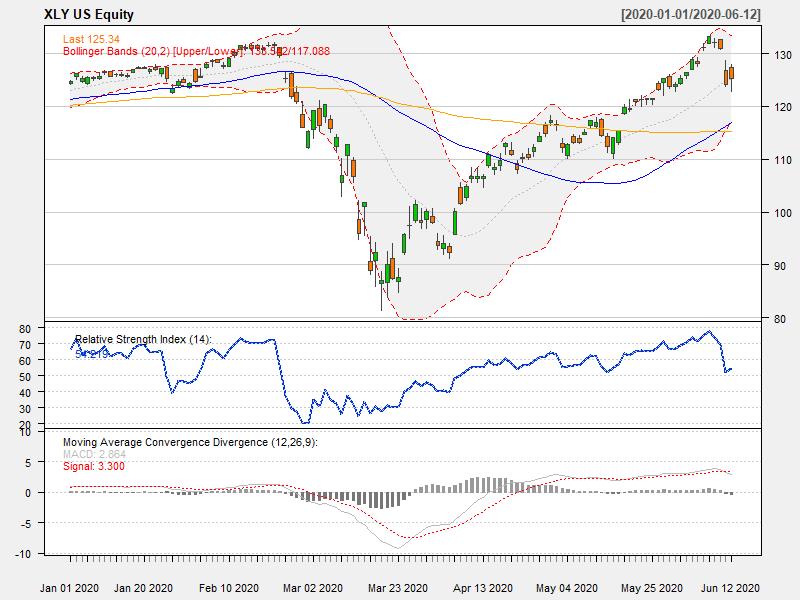 XLY US Equity [2020-01-01/2020-06-12]
Last 125.34
Bollinger Bands (20,2) [Upper/Lower]: /117.088
130
120
110
100
90
80
Relative Strength Index (14):
54.219
80
70
60
50
40
30
20
Moving Average Convergence Divergence (12,26,9):
MACD: 2.864
Signal: 3.300
10
5
0
-5
-10
Jan 01 2020 Jan 20 2020 Feb 10 2020 Mar 02 2020 Mar 23 2020 Apr 13 2020 May 04 2020 May 25 2020 Jun 12 2020